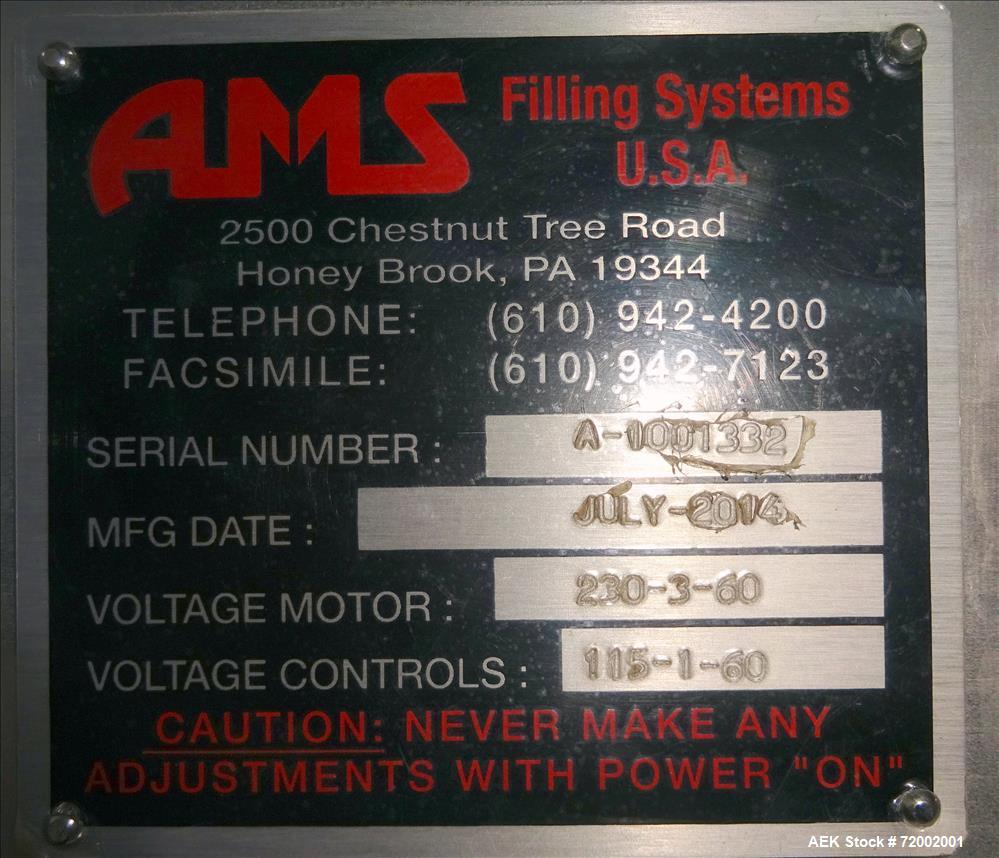 AMS Filling Systems
U.S.A.
2500 Chestnut Tree Road
Honey Brook, PA 19344
TELEPHONE: (610) 942-4200
FACSIMILE: (610) 942-7123
SERIAL NUMBER : A-1001332
MFG DATE : JULY-2014
VOLTAGE MOTOR : 230-3-60
VOLTAGE CONTROLS : 115-1-60
CAUTION: NEVER MAKE ANY
ADJUSTMENTS WITH POWER "ON"
AEK Stock # 72002001